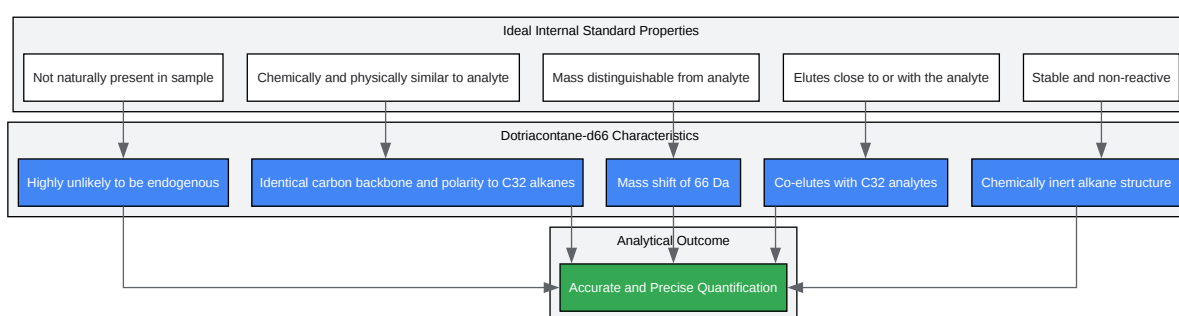 Ideal Internal Standard Properties
Not naturally present in sample
Chemically and physically similar to analyte
Mass distinguishable from analyte
Elutes close to or with the analyte
Stable and non-reactive
Dotriacontane-d66 Characteristics
Highly unlikely to be endogenous
Identical carbon backbone and polarity to C32 alkanes
Mass shift of 66 Da
Co-elutes with C32 analytes
Chemically inert alkane structure
Analytical Outcome
Accurate and Precise Quantification